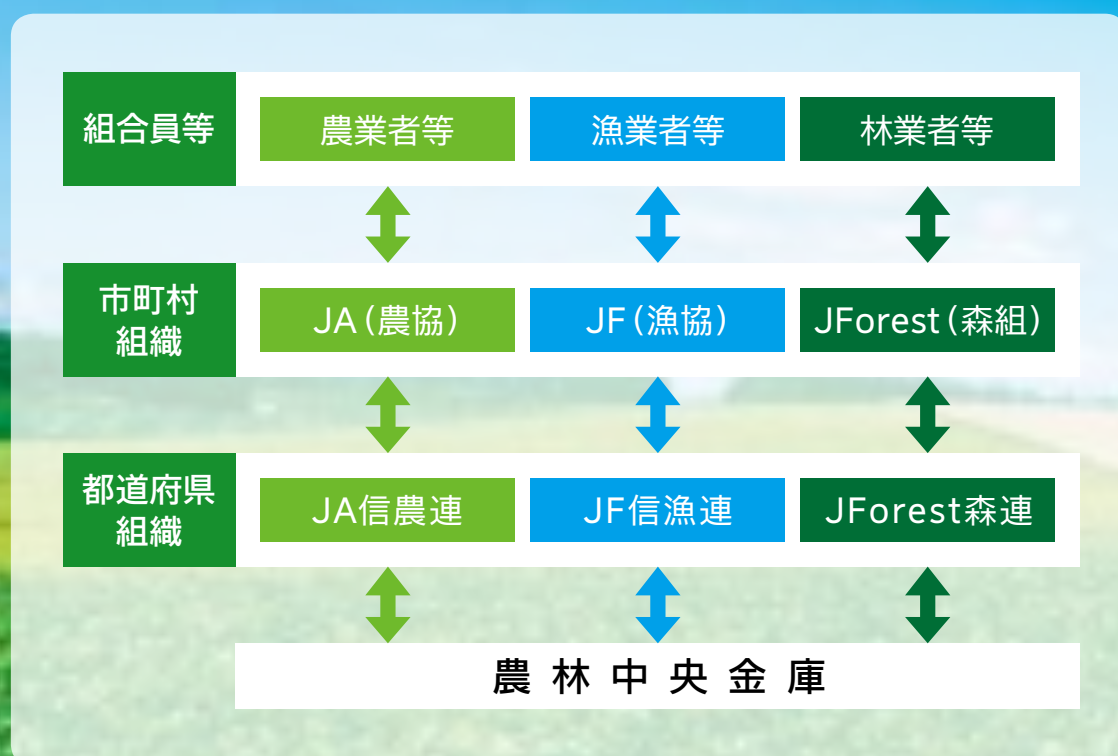 組合員等
農業者等
漁業者等
林業者等
市町村
組織
JA(農協)
JF(漁協)
JForest(森組)
都道府県
組織
JA信農連
JF信漁連
JForest森連
農林中央金庫